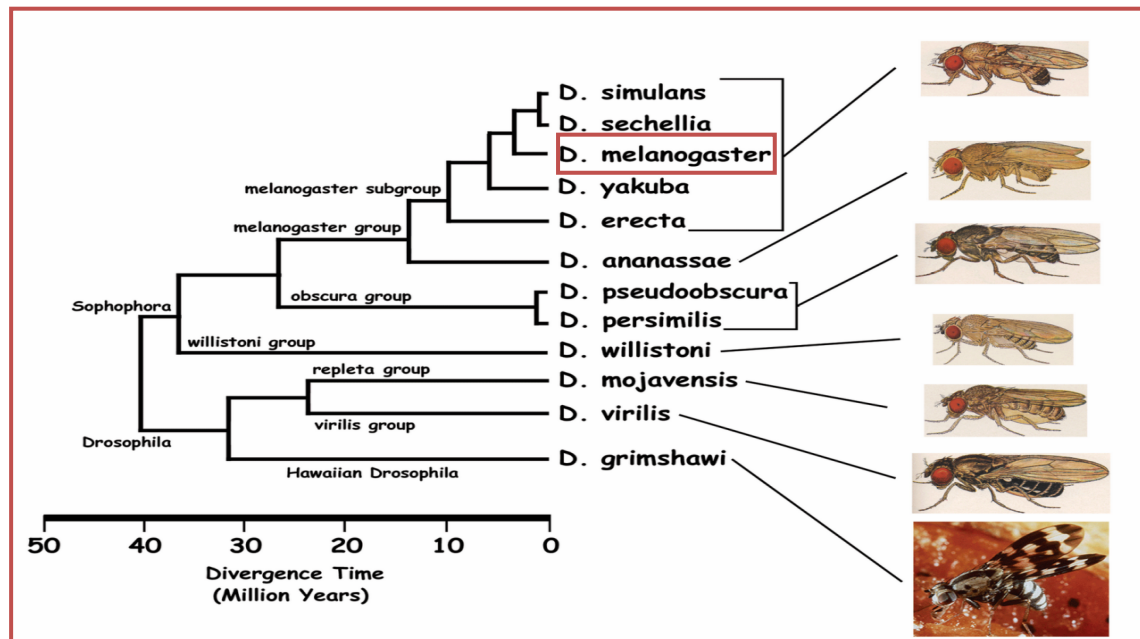 D. simulans
D. sechellia
D. melanogaster
melanogaster subgroup
D. yakuba
melanogaster group
D. erecta
D. ananassae
Sophophora
obscura group
D. pseudoobscura
D. persimilis
willistoni group
D. willistoni
repleta group
D. mojavensis
virilis group
D. virilis
Drosophila
Hawaiian Drosophila
D. grimshawi
50 40 30 20 10 0
Divergence Time
(Million Years)